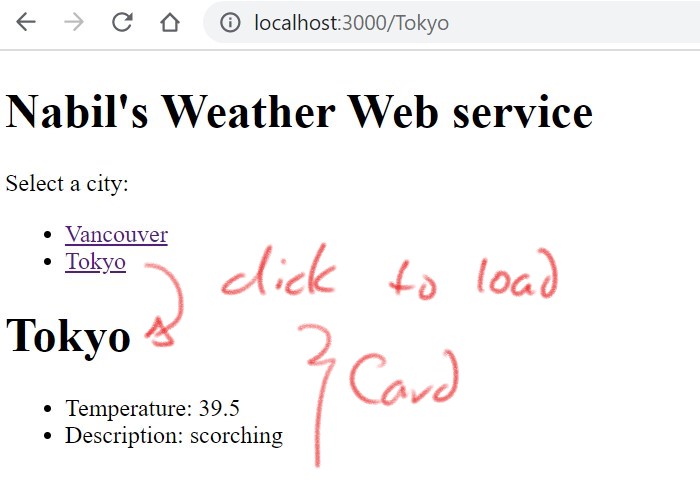 localhost:3000/Tokyo
Nabil's Weather Web service
Select a city:
Vancouver
Tokyo
click to load
Tokyo
Card
Temperature: 39.5
Description: scorching